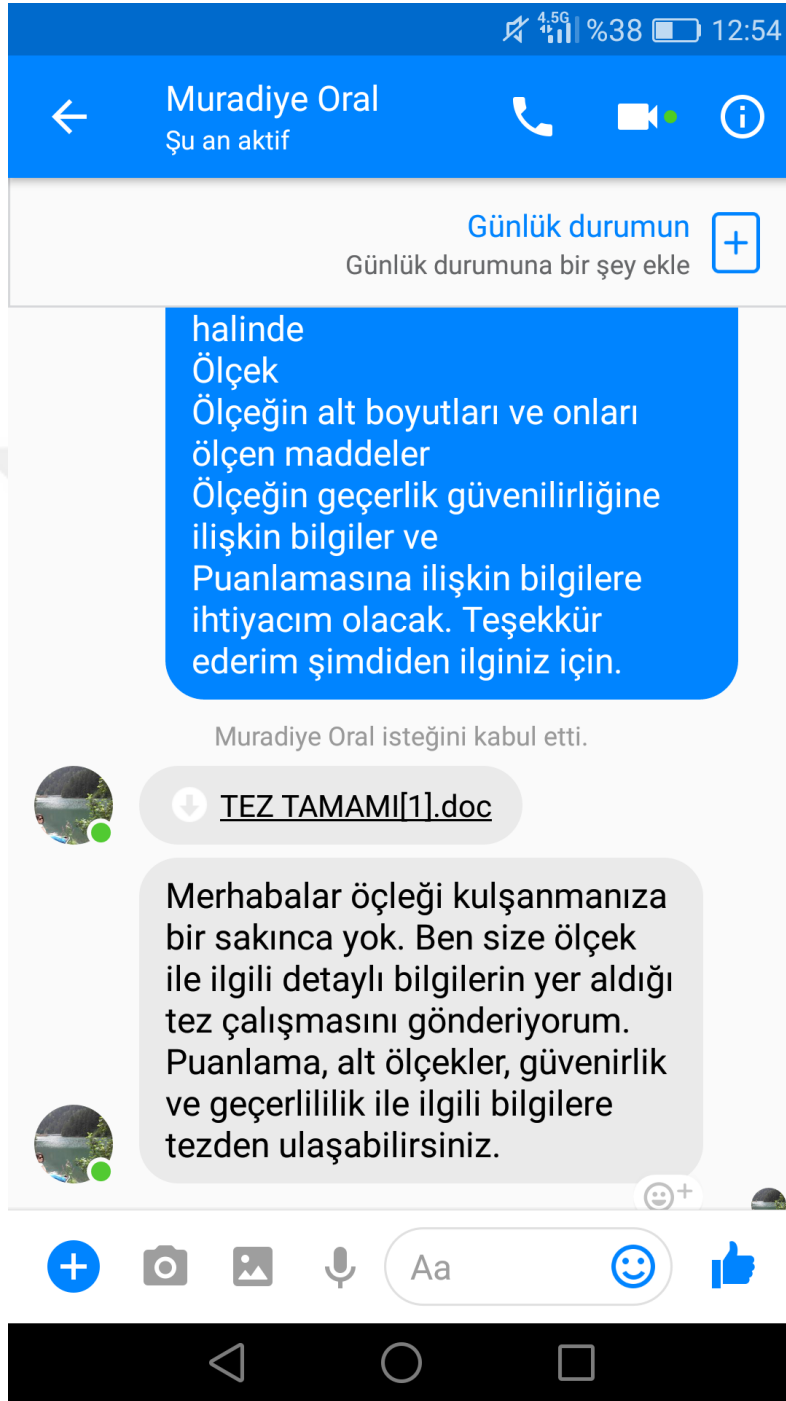 4.5G %38 12:54
Muradiye Oral
Şu an aktif
Günlük durumun
Günlük durumuna bir şey ekle
halinde
Ölçek
Ölçeğin alt boyutları ve onları
ölçen maddeler
Ölçeğin geçerlik güvenilirliğine
ilişkin bilgiler ve
Puanlamasına ilişkin bilgilere
ihtiyacım olacak. Teşekkür
ederim şimdiden ilginiz için.
Muradiye Oral isteğini kabul etti.
TEZ TAMAMI[1].doc
Merhabalar öçleği kulşanmanıza
bir sakınca yok. Ben size ölçek
ile ilgili detaylı bilgilerin yer aldığı
tez çalışmasını gönderiyorum.
Puanlama, alt ölçekler, güvenirlik
ve geçerlililik ile ilgili bilgilere
tezden ulaşabilirsiniz.
Aa